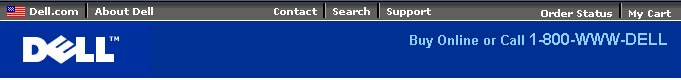 Dell.com | About Dell Contact | Search | Support Order Status | My Cart
DELL™ Buy Online or Call 1-800-WWW-DELL